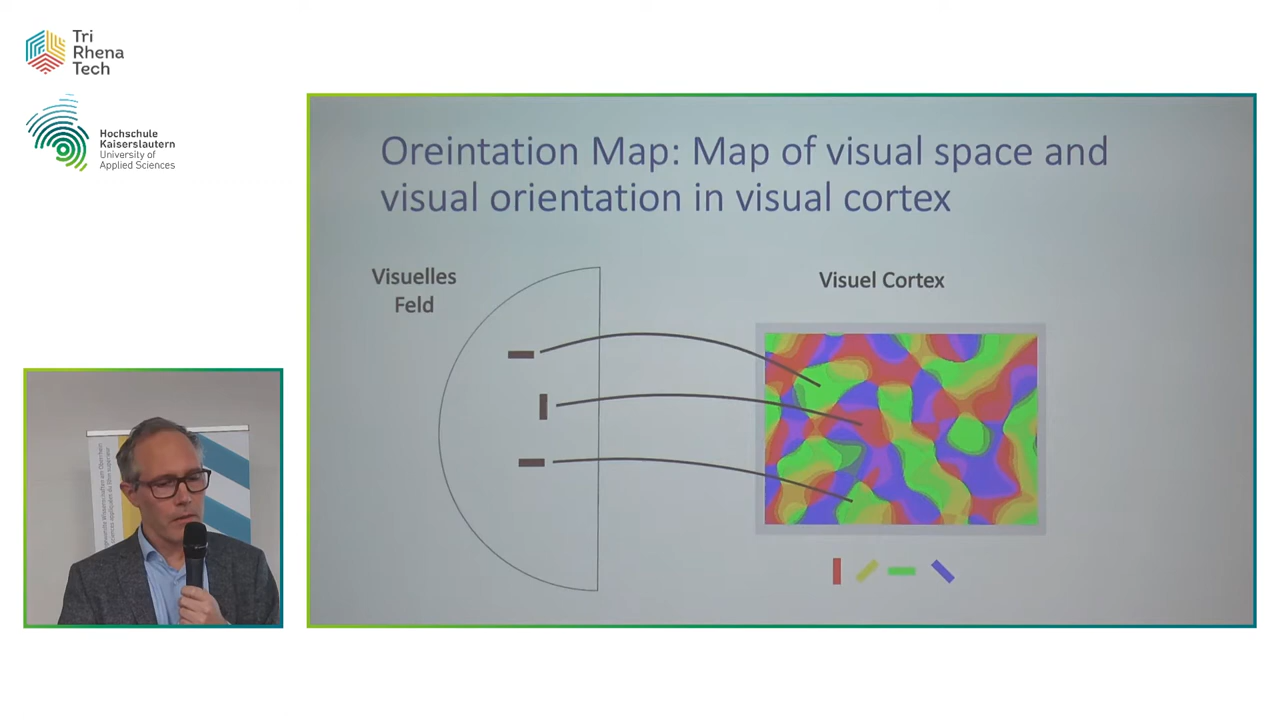 Tri
Rhena
Tech
Hochschule
Kaiserslautern
University of
Applied Sciences
Oreintation Map: Map of visual space and
visual orientation in visual cortex
Visuelles
Feld
Visuel Cortex